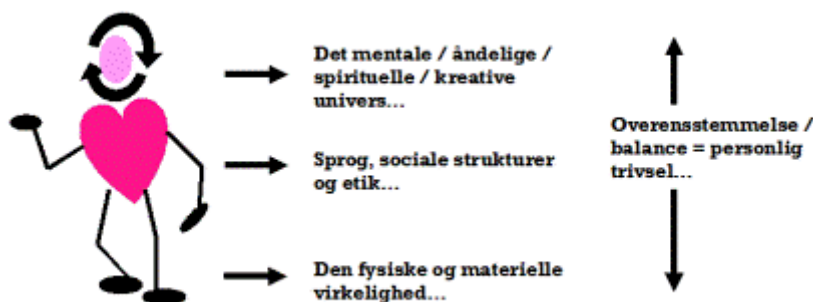 Det mentale / åndelige /
spirituelle / kreative
univers...
Sprog, sociale strukturer
og etik...
Den fysiske og materielle
virkelighed...
Overensstemmelse /
balance = personlig
trivsel...